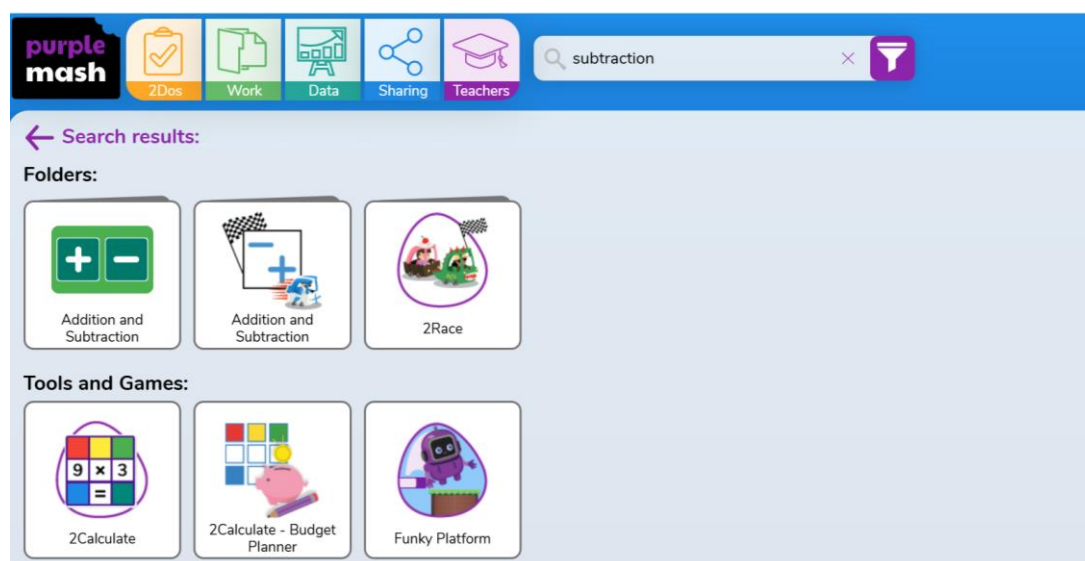 purple
mash
2Dos
Work
Data
Sharing
Teachers
subtraction
Search results:
Folders:
Addition and
Subtraction
Addition and
Subtraction
2Race
Tools and Games:
9 × 3
=
2Calculate
2Calculate - Budget
Planner
Funky Platform